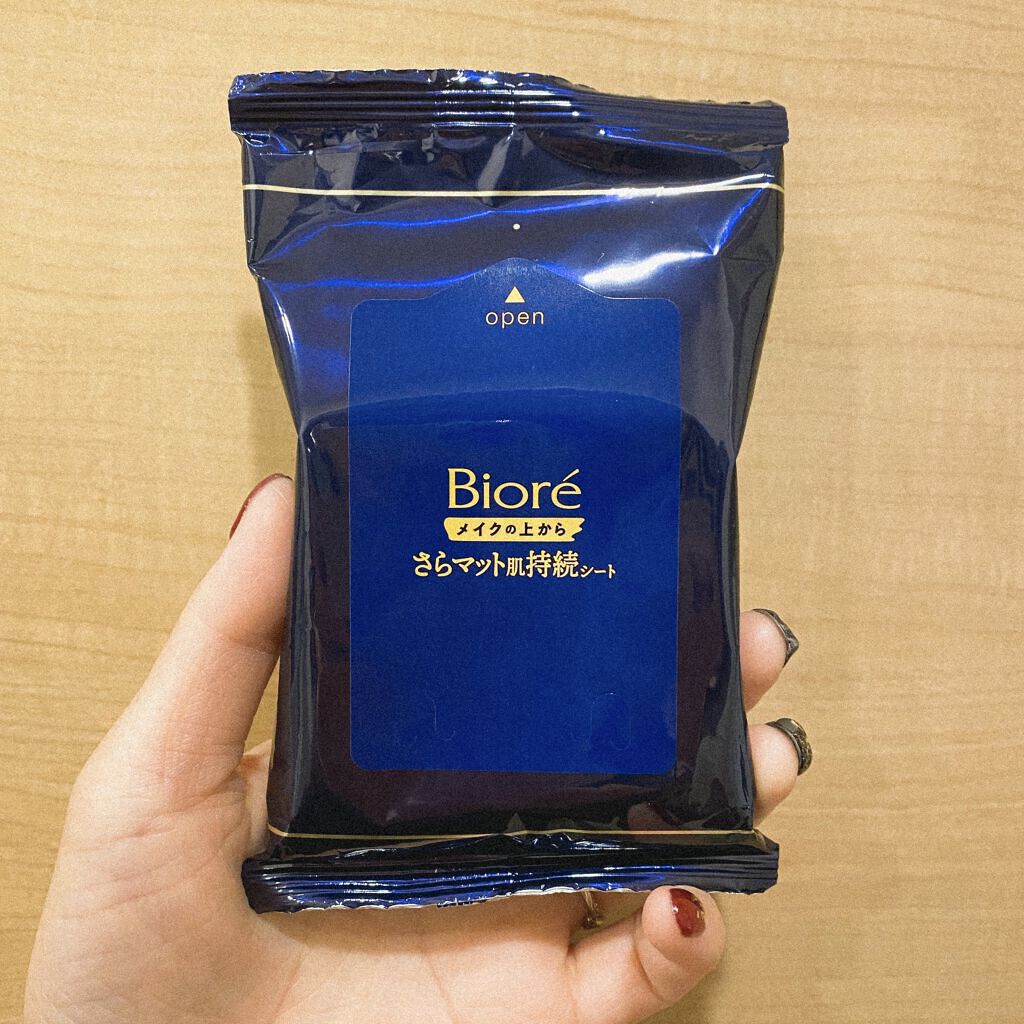 open
Bioré
メイクの上から
さらマット肌持続シート